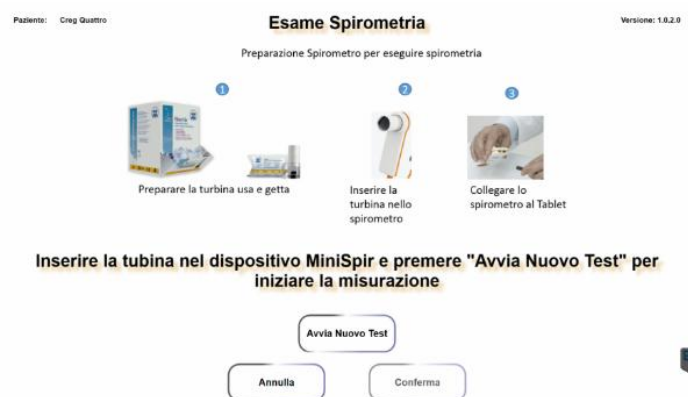 Paziente: Creg Quattro
Esame Spirometria
Versione: 1.0.2.0
Preparazione Spirometro per eseguire spirometria
1
2
3
Preparare la turbina usa e getta
Inserire la
turbina nello
spirometro
Collegare lo
spirometro al Tablet
Inserire la tubina nel dispositivo MiniSpir e premere "Avvia Nuovo Test" per
iniziare la misurazione
Avvia Nuovo Test
Annulla
Conferma